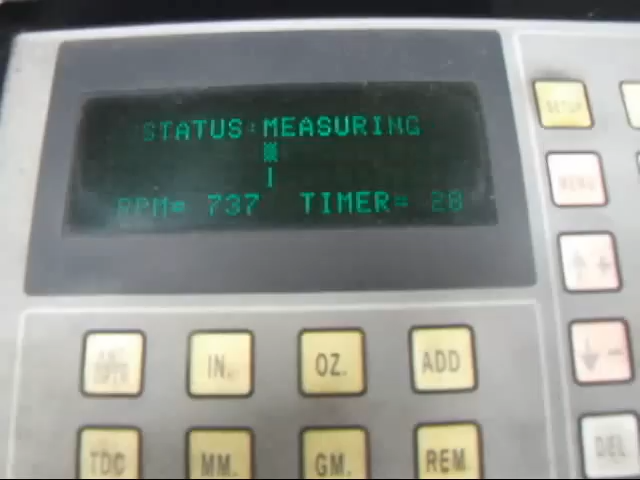 STATUS:MEASURING
RPM= 737 TIMER= 28
SETUP
MENU
+
-
IN.
OZ.
ADD
TDC
MM.
GM.
REM
DEL